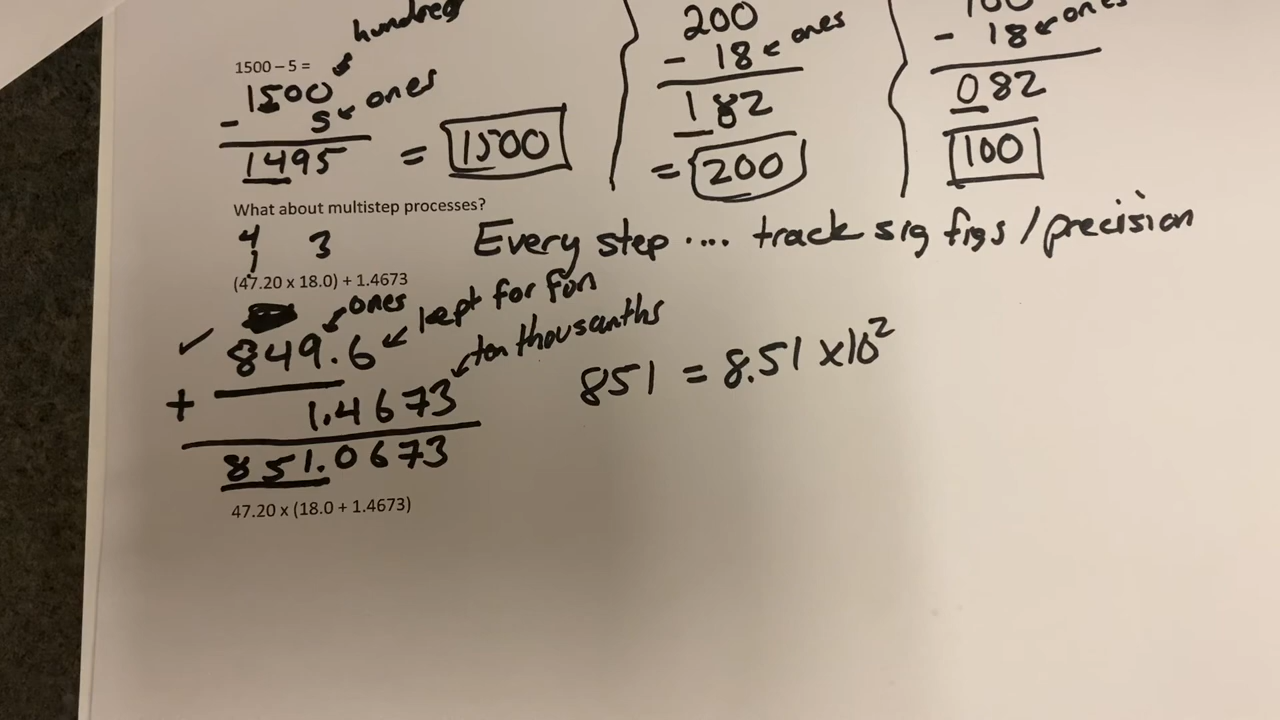 hundred
1500 – 5 =
1500
- 5 ones
1495 = 1500
200
- 18 ones
182
= 200
- 18 ones
082
100
What about multistep processes?
4 3 Every step .... track sig figs / precision
(47.20 x 18.0) + 1.4673
ones
849.6 kept for fun
ten thousanths
+ 1.4673
851.0673
851 = 8.51 x 10²
47.20 x (18.0 + 1.4673)